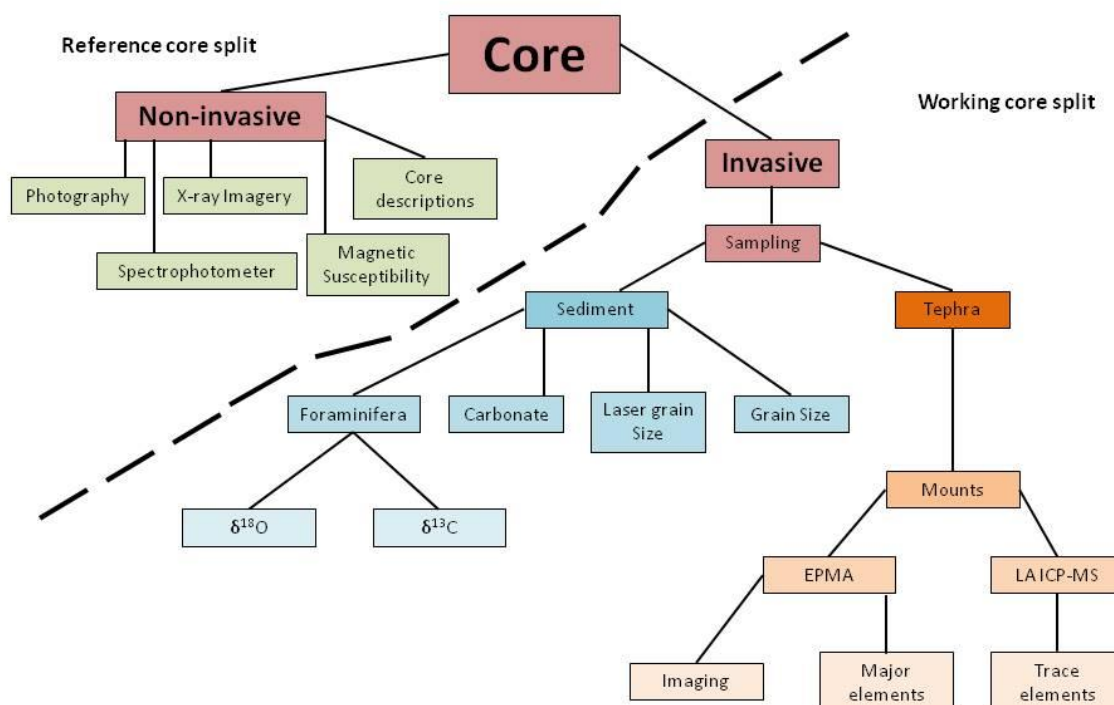 Reference core split
Core
Working core split
Non-invasive
Invasive
Photography
X-ray Imagery
Core
descriptions
Sampling
Spectrophotometer
Magnetic
Susceptibility
Sediment
Tephra
Foraminifera
Carbonate
Laser grain
Size
Grain Size
Mounts
δ¹⁸O
δ¹³C
EPMA
LA ICP-MS
Imaging
Major
elements
Trace
elements